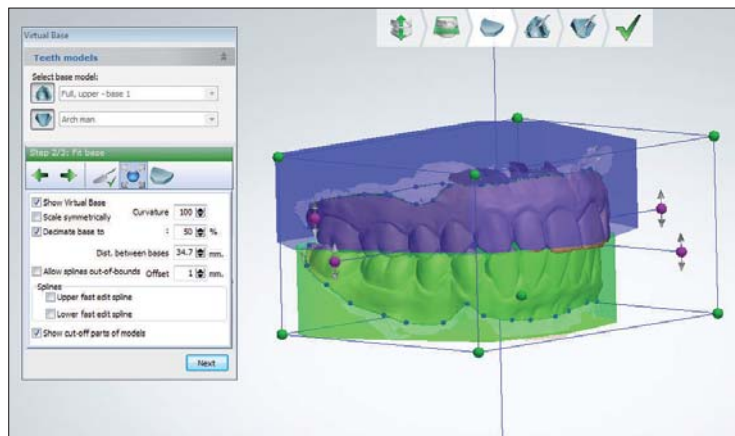 Virtual Base
Teeth models
Select base model:
Full, upper - base 1
Arch man
Step 2/3: Fit base
Show Virtual Base
Scale symmetrically Curvature 100
Decimate base to : 50 %
Dist. between bases 34.7 mm.
Allow splines out-of-bounds Offset 1 mm.
Splines
Upper fast edit spline
Lower fast edit spline
Show cut-off parts of models
Next